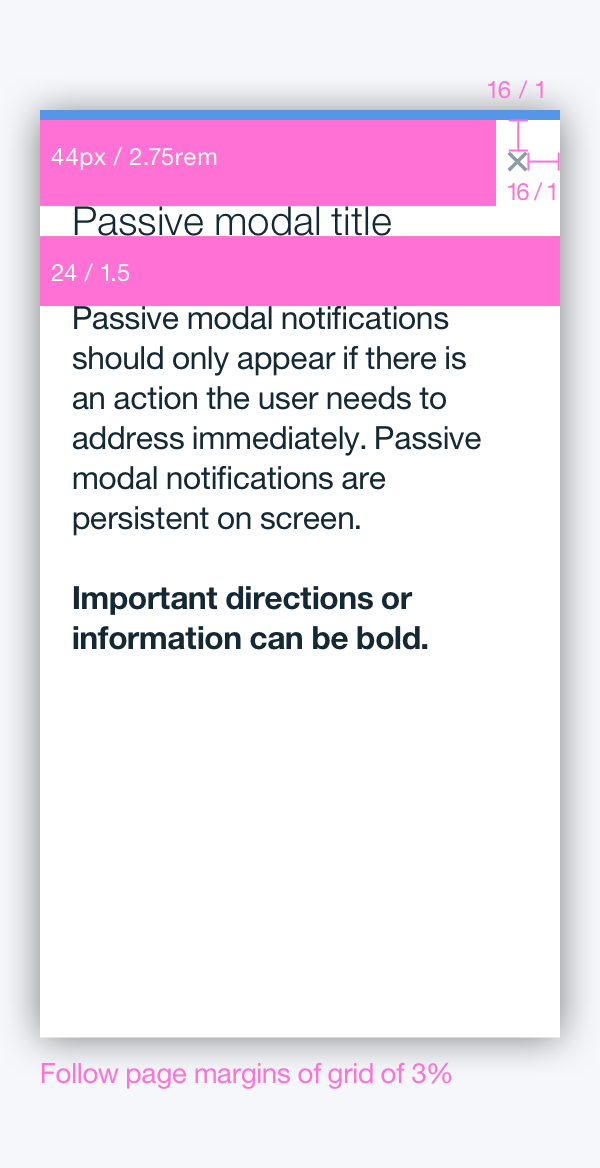 16 / 1
44px / 2.75rem
16 / 1
Passive modal title
24 / 1.5
Passive modal notifications
should only appear if there is
an action the user needs to
address immediately. Passive
modal notifications are
persistent on screen.
Important directions or
information can be bold.
Follow page margins of grid of 3%